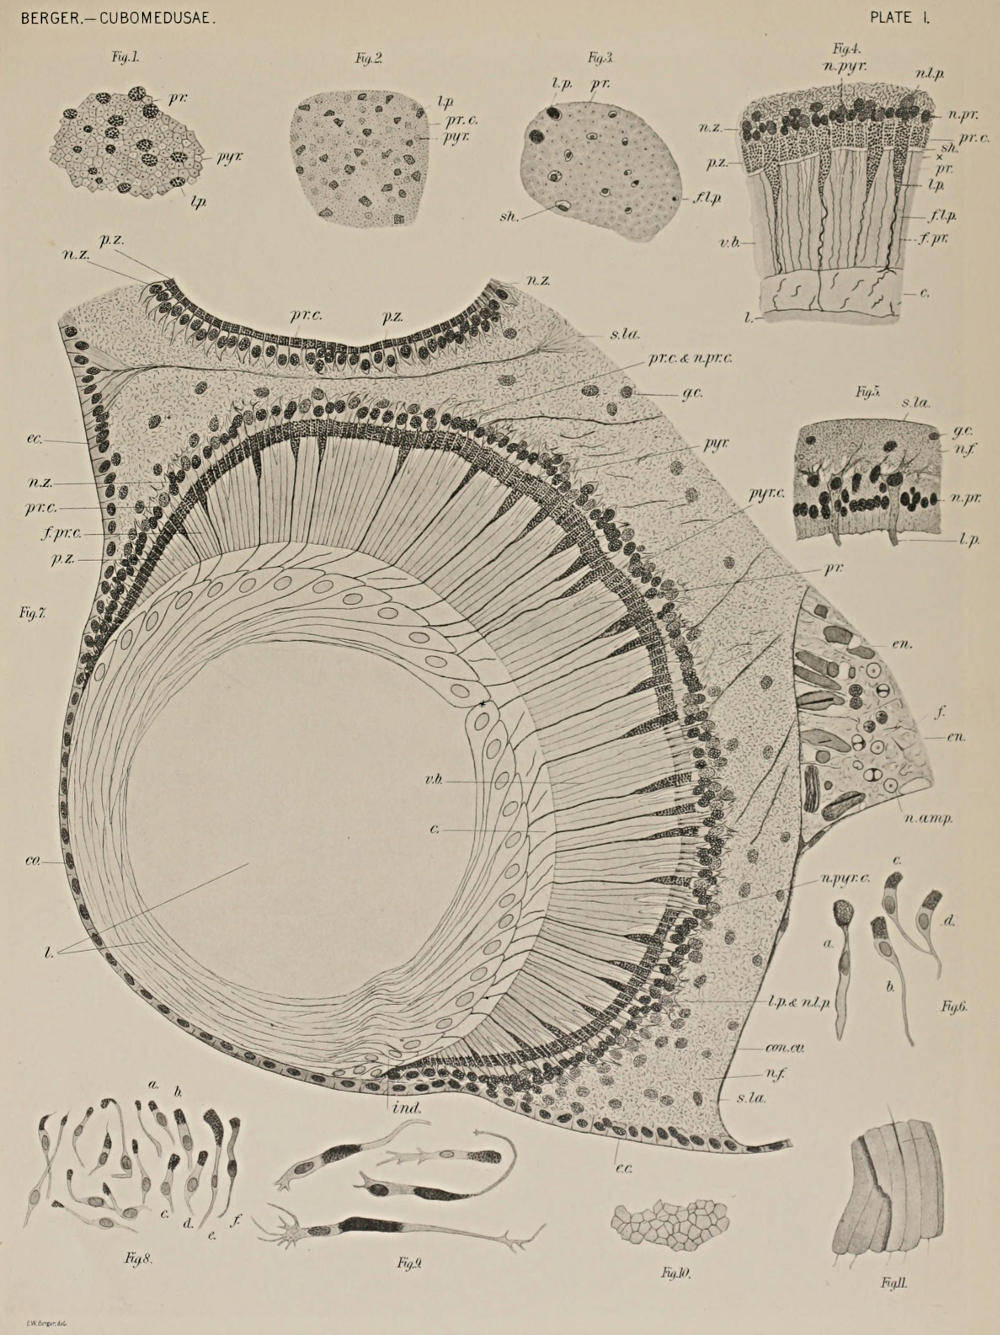 BERGER.—CUBOMEDUSAE.
PLATE I.
Fig.1.
pr.
pyr.
l.p.
Fig.2.
l.p.
pr.c.
pyr.
Fig.3.
l.p.
pr.
f.l.p.
sh.
Fig.4.
n.pyr.
n.l.p.
n.z.
n.pr.
pr.c.
sh.
×
p.z.
pr.
l.p.
f.l.p.
v.b.
f.pr.
c.
l.
p.z.
n.z.
n.z.
pr.c.
p.z.
s.la.
pr.c. & n.pr.c.
g.c.
ec.
pyr.
n.z.
pyr.c.
pr.c.
f.pr.c.
p.z.
pr.
Fig.7.
en.
f.
en.
v.b.
n.amp.
c.
co.
n.pyr.c.
l.
l.p. & n.l.p.
con.co.
n.f.
s.la.
ind.
e.c.
Fig.5.
s.la.
g.c.
n.f.
n.pr.
l.p.
c.
d.
a.
b.
Fig.6.
a.
b.
c.
d.
e.
f.
Fig.8.
Fig.9.
Fig.10.
Fig.11.
E.W.Berger, del.